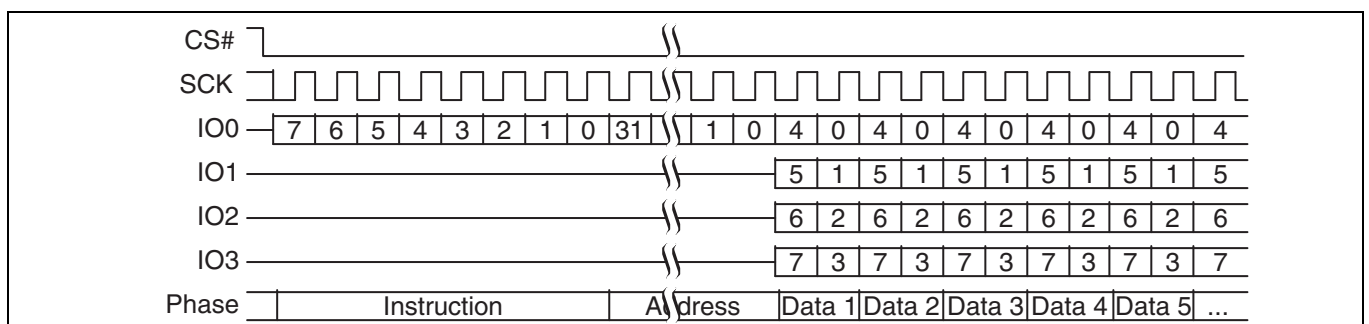 CS#
SCK
IO0 7 6 5 4 3 2 1 0 31 1 0 4 0 4 0 4 0 4 0 4 0 4
IO1 5 1 5 1 5 1 5 1 5 1 5
IO2 6 2 6 2 6 2 6 2 6 2 6
IO3 7 3 7 3 7 3 7 3 7 3 7
Phase Instruction Address Data 1 Data 2 Data 3 Data 4 Data 5 ...